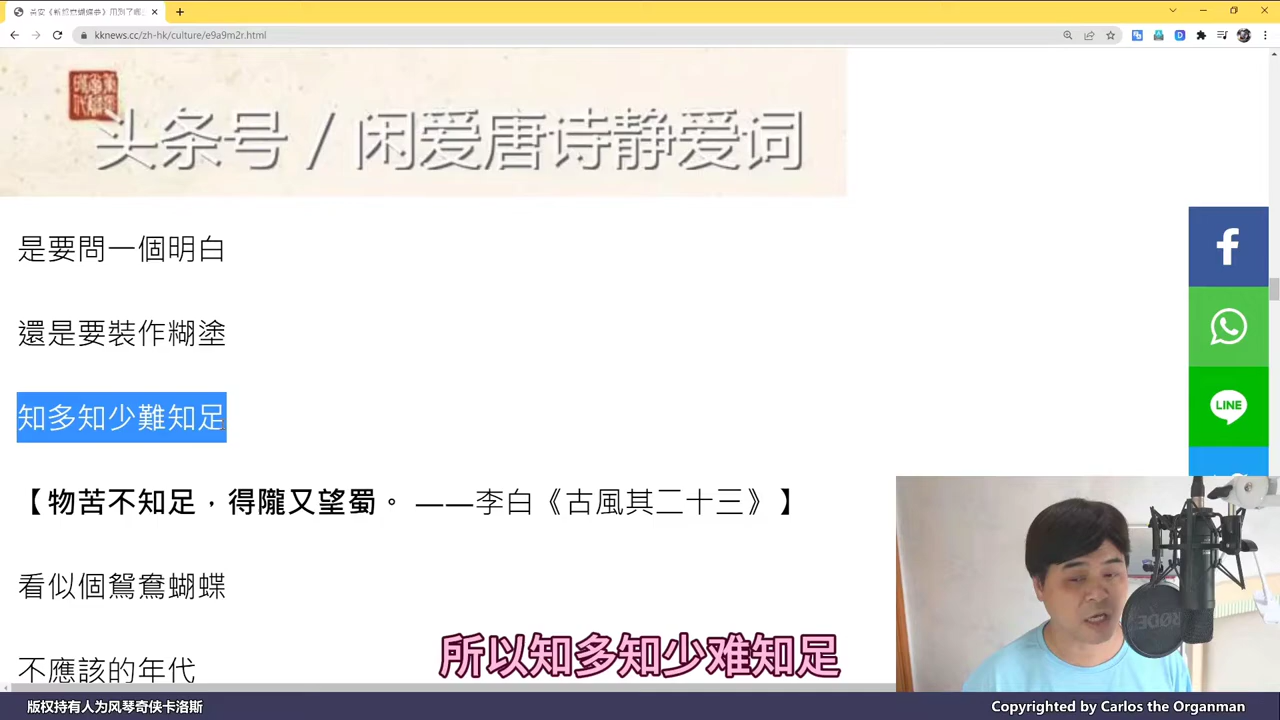 kknews.cc/zh-hk/culture/e9a9m2r.html
头条号 / 闲爱唐诗静爱词
是要問一個明白
還是要裝作糊塗
知多知少難知足
【物苦不知足，得隴又望蜀。 ——李白《古風其二十三》】
看似個鴛鴦蝴蝶
不應該的年代
LINE
RØDE
所以知多知少难知足
版权持有人为风琴奇侠卡洛斯
Copyrighted by Carlos the Organman